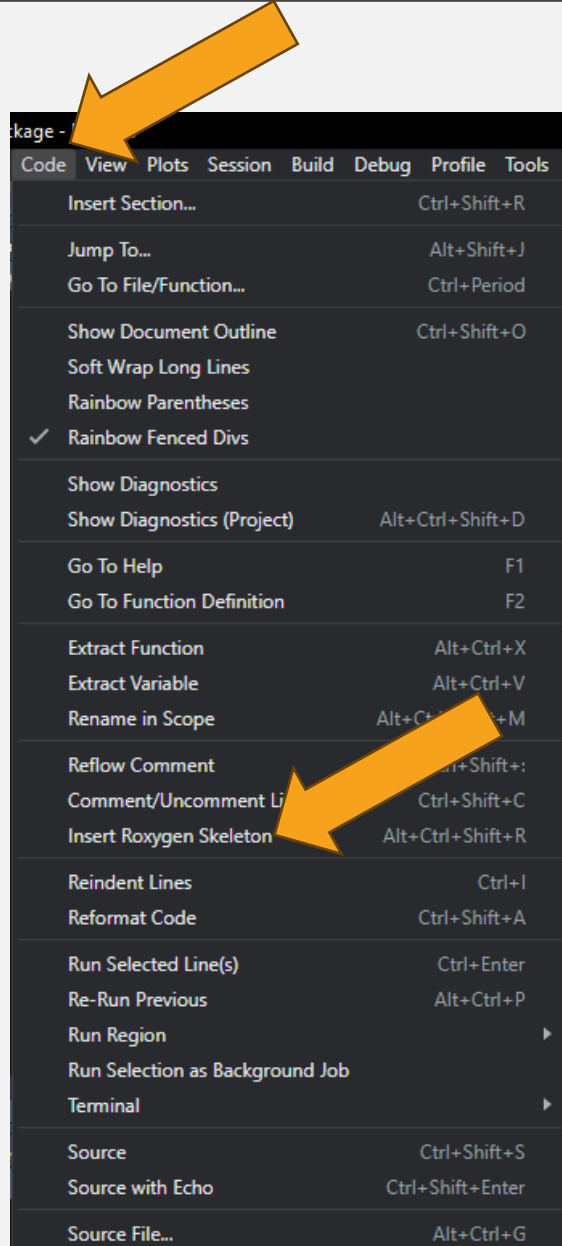 kage -
Code View Plots Session Build Debug Profile Tools
Insert Section... Ctrl+Shift+R
Jump To... Alt+Shift+J
Go To File/Function... Ctrl+Period
Show Document Outline Ctrl+Shift+O
Soft Wrap Long Lines
Rainbow Parentheses
✓ Rainbow Fenced Divs
Show Diagnostics
Show Diagnostics (Project) Alt+Ctrl+Shift+D
Go To Help F1
Go To Function Definition F2
Extract Function Alt+Ctrl+X
Extract Variable Alt+Ctrl+V
Rename in Scope
Reflow Comment
Comment/Uncomment Ctrl+Shift+C
Insert Roxygen Skeleton Alt+Ctrl+Shift+R
Reindent Lines Ctrl+I
Reformat Code Ctrl+Shift+A
Run Selected Line(s) Ctrl+Enter
Re-Run Previous Alt+Ctrl+P
Run Region
Run Selection as Background Job
Terminal
Source Ctrl+Shift+S
Source with Echo Ctrl+Shift+Enter
Source File... Alt+Ctrl+G